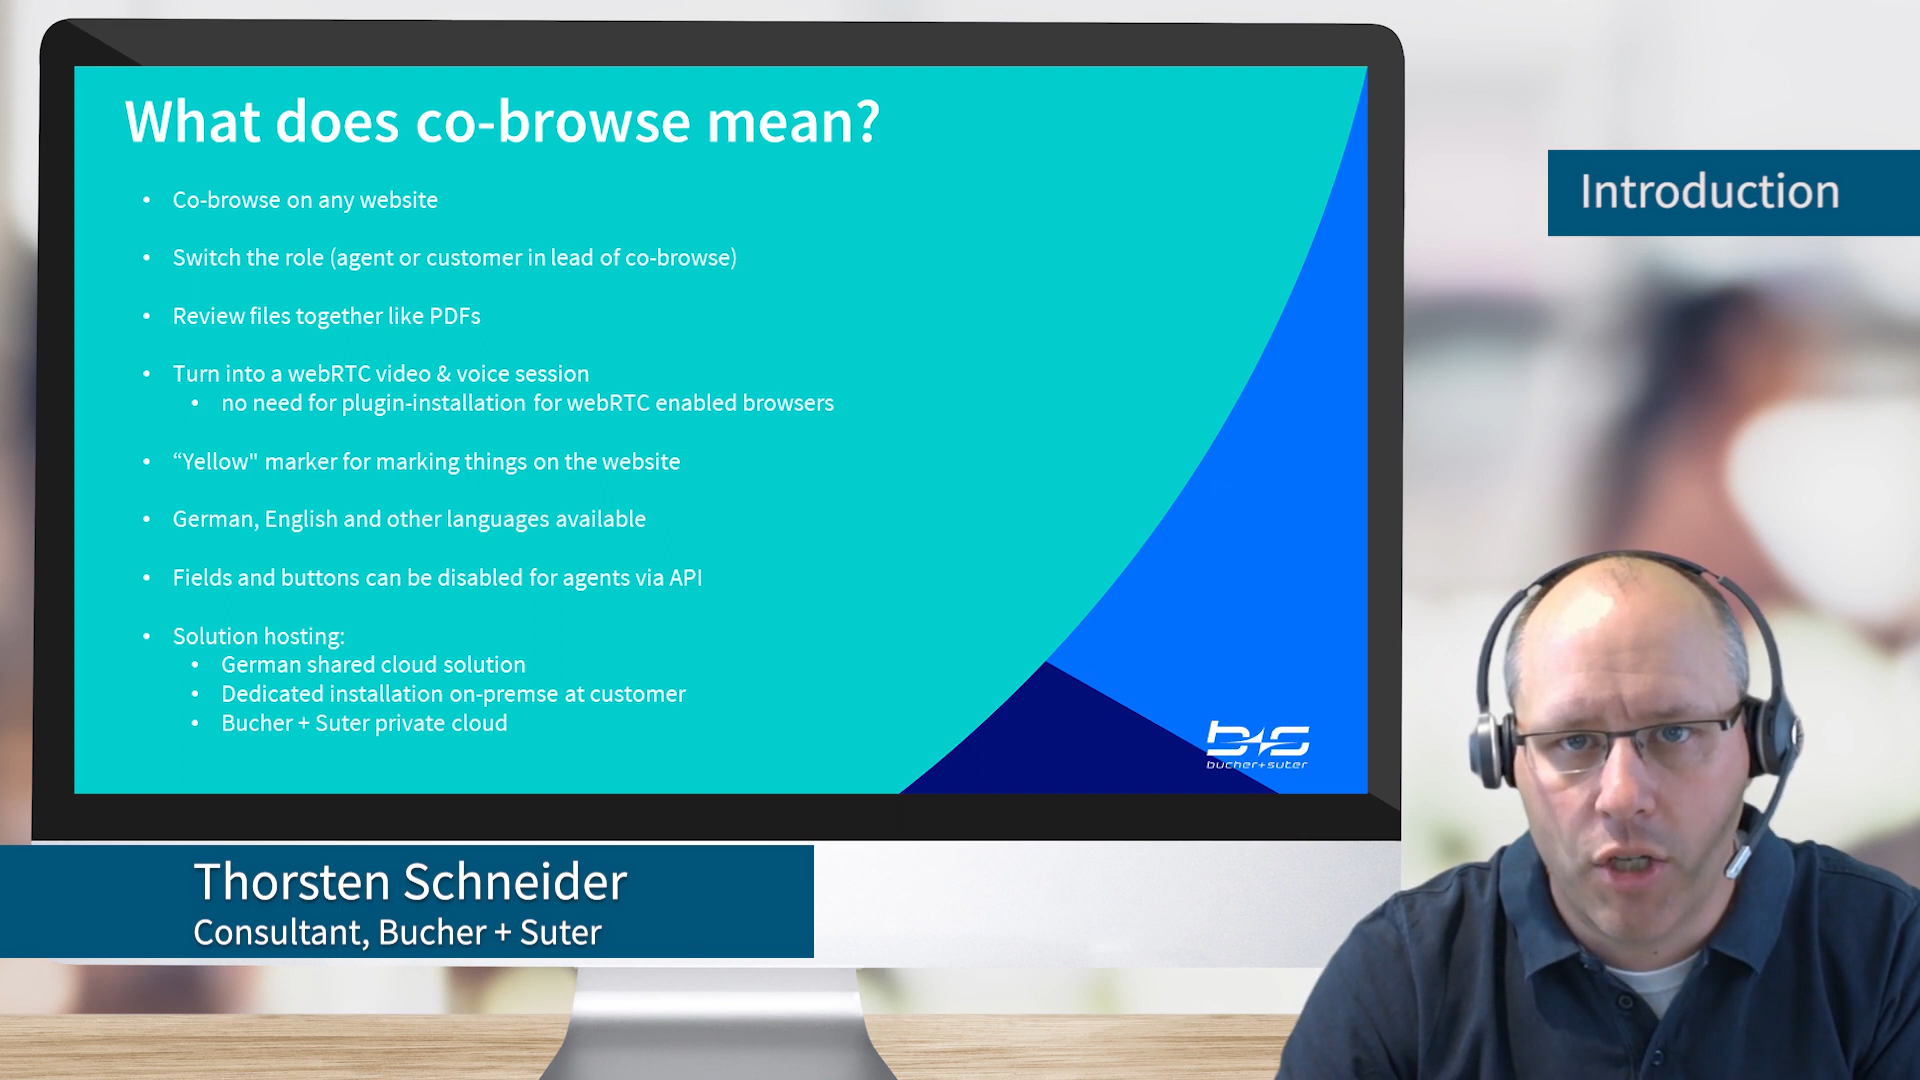 What does co-browse mean?
• Co-browse on any website
• Switch the role (agent or customer in lead of co-browse)
• Review files together like PDFs
• Turn into a webRTC video & voice session
• no need for plugin-installation for webRTC enabled browsers
• “Yellow" marker for marking things on the website
• German, English and other languages available
• Fields and buttons can be disabled for agents via API
• Solution hosting:
• German shared cloud solution
• Dedicated installation on-premse at customer
• Bucher + Suter private cloud
b+s
bucher+suter
Introduction
Thorsten Schneider
Consultant, Bucher + Suter